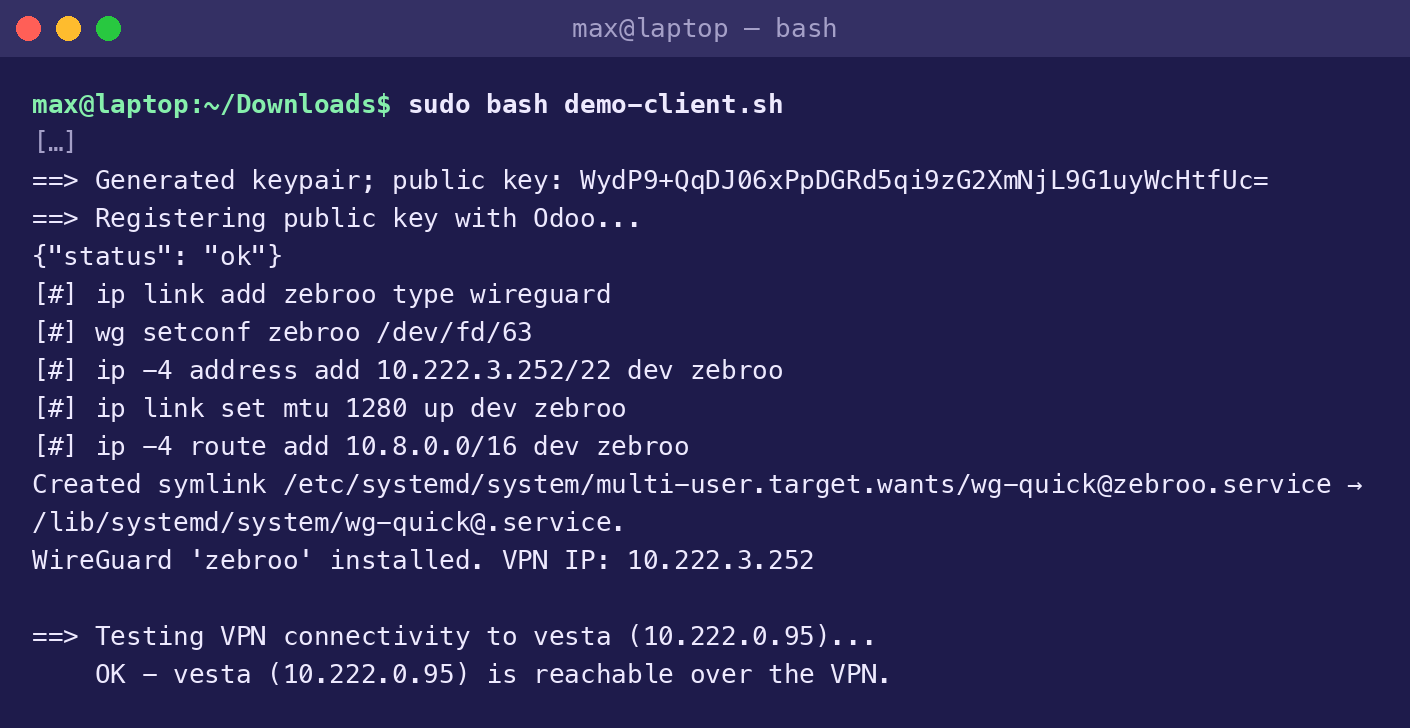 max@laptop — bash
max@laptop:~/Downloads$ sudo bash demo-client.sh
[…]
==> Generated keypair; public key: WydP9+QqDJ06xPpDGRd5qi9zG2XmNjL9G1uyWcHtfUc=
==> Registering public key with Odoo...
{"status": "ok"}
[#] ip link add zebroo type wireguard
[#] wg setconf zebroo /dev/fd/63
[#] ip -4 address add 10.222.3.252/22 dev zebroo
[#] ip link set mtu 1280 up dev zebroo
[#] ip -4 route add 10.8.0.0/16 dev zebroo
Created symlink /etc/systemd/system/multi-user.target.wants/wg-quick@zebroo.service →
/lib/systemd/system/wg-quick@.service.
WireGuard 'zebroo' installed. VPN IP: 10.222.3.252
==> Testing VPN connectivity to vesta (10.222.0.95)...
    OK - vesta (10.222.0.95) is reachable over the VPN.